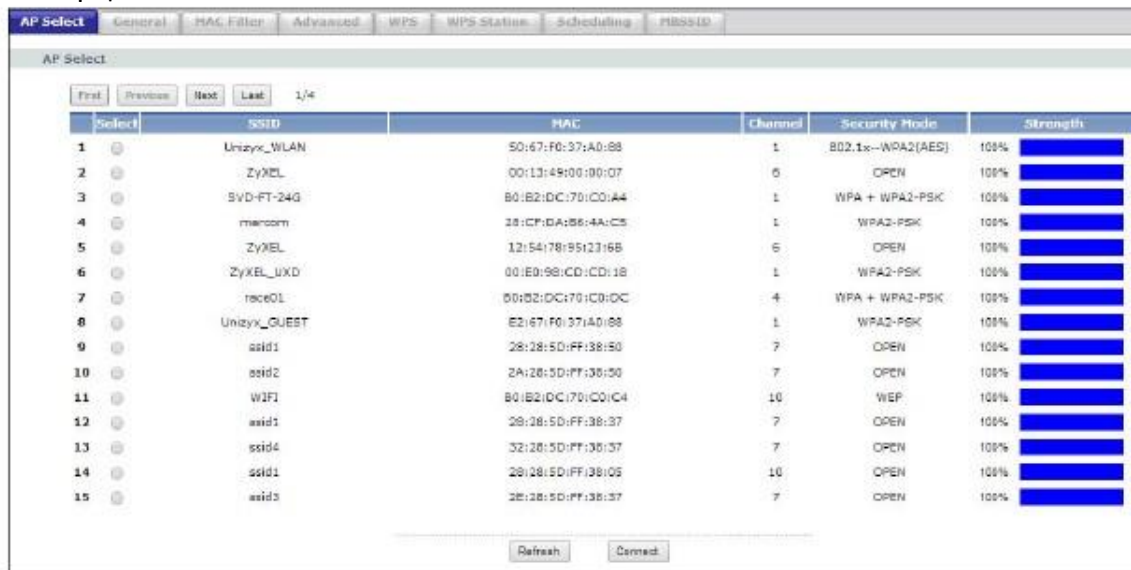 AP Select General MAC Filter Advanced WPS WPS Station Scheduling MBSSID
AP Select
First Previous Next Last 1/4
Select SSID MAC Channel Security Mode Strength
1 Unizyx_WLAN 50:67:F0:37:A0:88 1 802.1x--WPA2(AES) 100%
2 ZyXEL 00:13:49:00:00:07 6 OPEN 100%
3 SVD-FT-24G B0:B2:DC:70:C0:A4 1 WPA + WPA2-PSK 100%
4 marcom 28:CF:DA:B6:4A:C5 1 WPA2-PSK 100%
5 ZyXEL 12:54:78:95:23:6B 6 OPEN 100%
6 ZyXEL_UXD 00:E0:98:CD:CD:18 1 WPA2-PSK 100%
7 race01 B0:B2:DC:70:C0:DC 4 WPA + WPA2-PSK 100%
8 Unizyx_GUEST E2:67:F0:37:A0:88 1 WPA2-PSK 100%
9 ssid1 28:28:5D:FF:38:50 7 OPEN 100%
10 ssid2 2A:28:5D:FF:38:50 7 OPEN 100%
11 WIFI B0:B2:DC:70:C0:C4 10 WEP 100%
12 ssid1 28:28:5D:FF:38:37 7 OPEN 100%
13 ssid4 32:28:5D:FF:38:37 7 OPEN 100%
14 ssid1 28:28:5D:FF:38:05 10 OPEN 100%
15 ssid3 2E:28:5D:FF:38:37 7 OPEN 100%
Refresh Connect